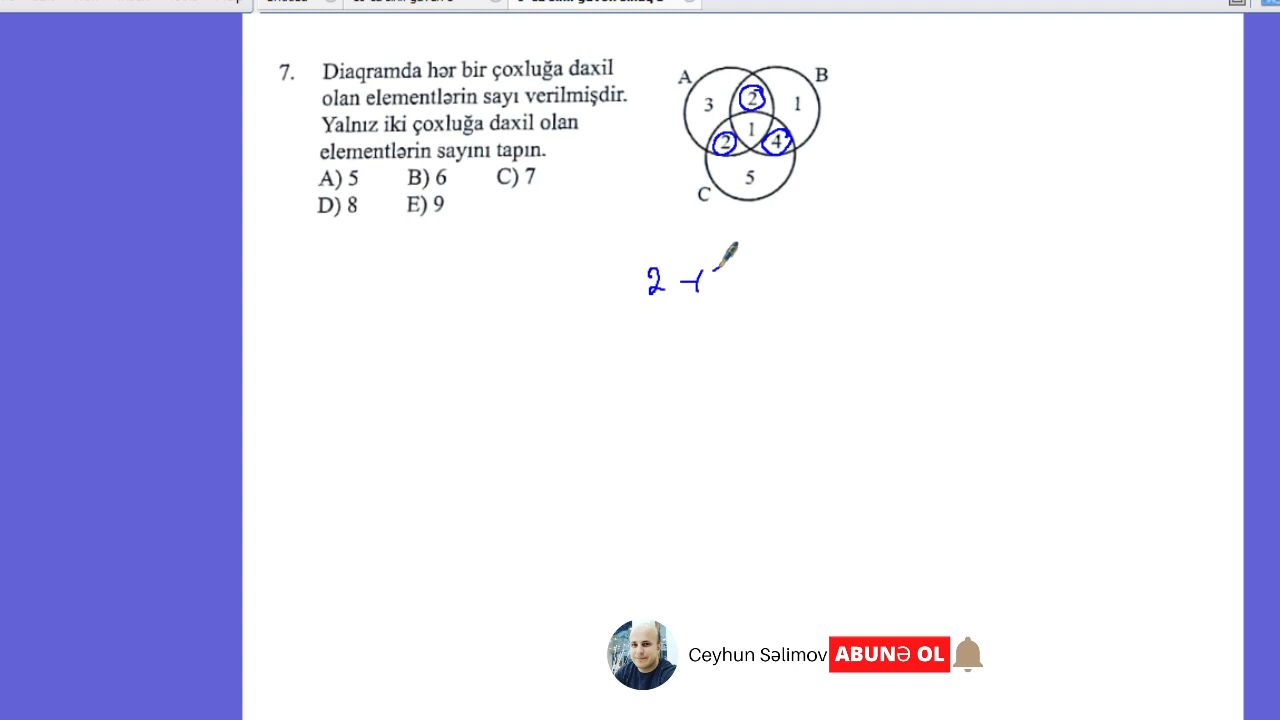 7. Diaqramda hər bir çoxluğa daxil
olan elementlərin sayı verilmişdir.
Yalnız iki çoxluğa daxil olan
elementlərin sayını tapın.
A) 5 B) 6 C) 7
D) 8 E) 9
A B
3 2 1
1
2 4
5
C
2 +
Ceyhun Səlimov ABUNƏ OL